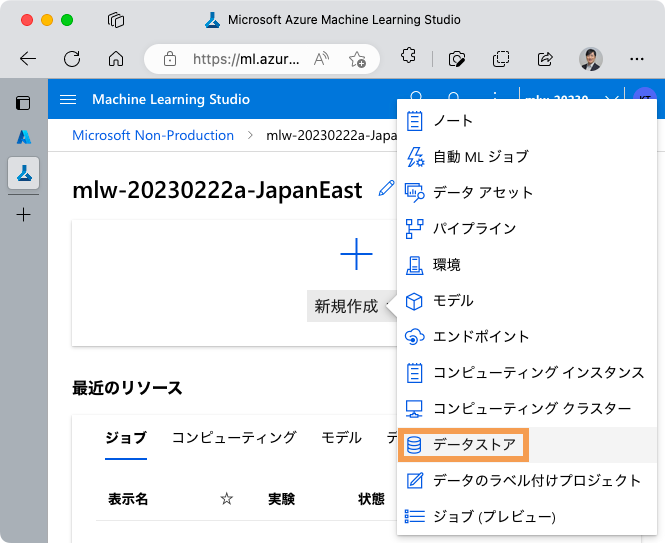 Microsoft Azure Machine Learning Studio
https://ml.azur...
Machine Learning Studio
Microsoft Non-Production > mlw-20230222a-Japa
mlw-20230222a-JapanEast
新規作成
ノート
自動 ML ジョブ
データ アセット
パイプライン
環境
モデル
エンドポイント
コンピューティング インスタンス
コンピューティング クラスター
データストア
データのラベル付けプロジェクト
ジョブ (プレビュー)
最近のリソース
ジョブ コンピューティング モデル
表示名 ☆ 実験 状態